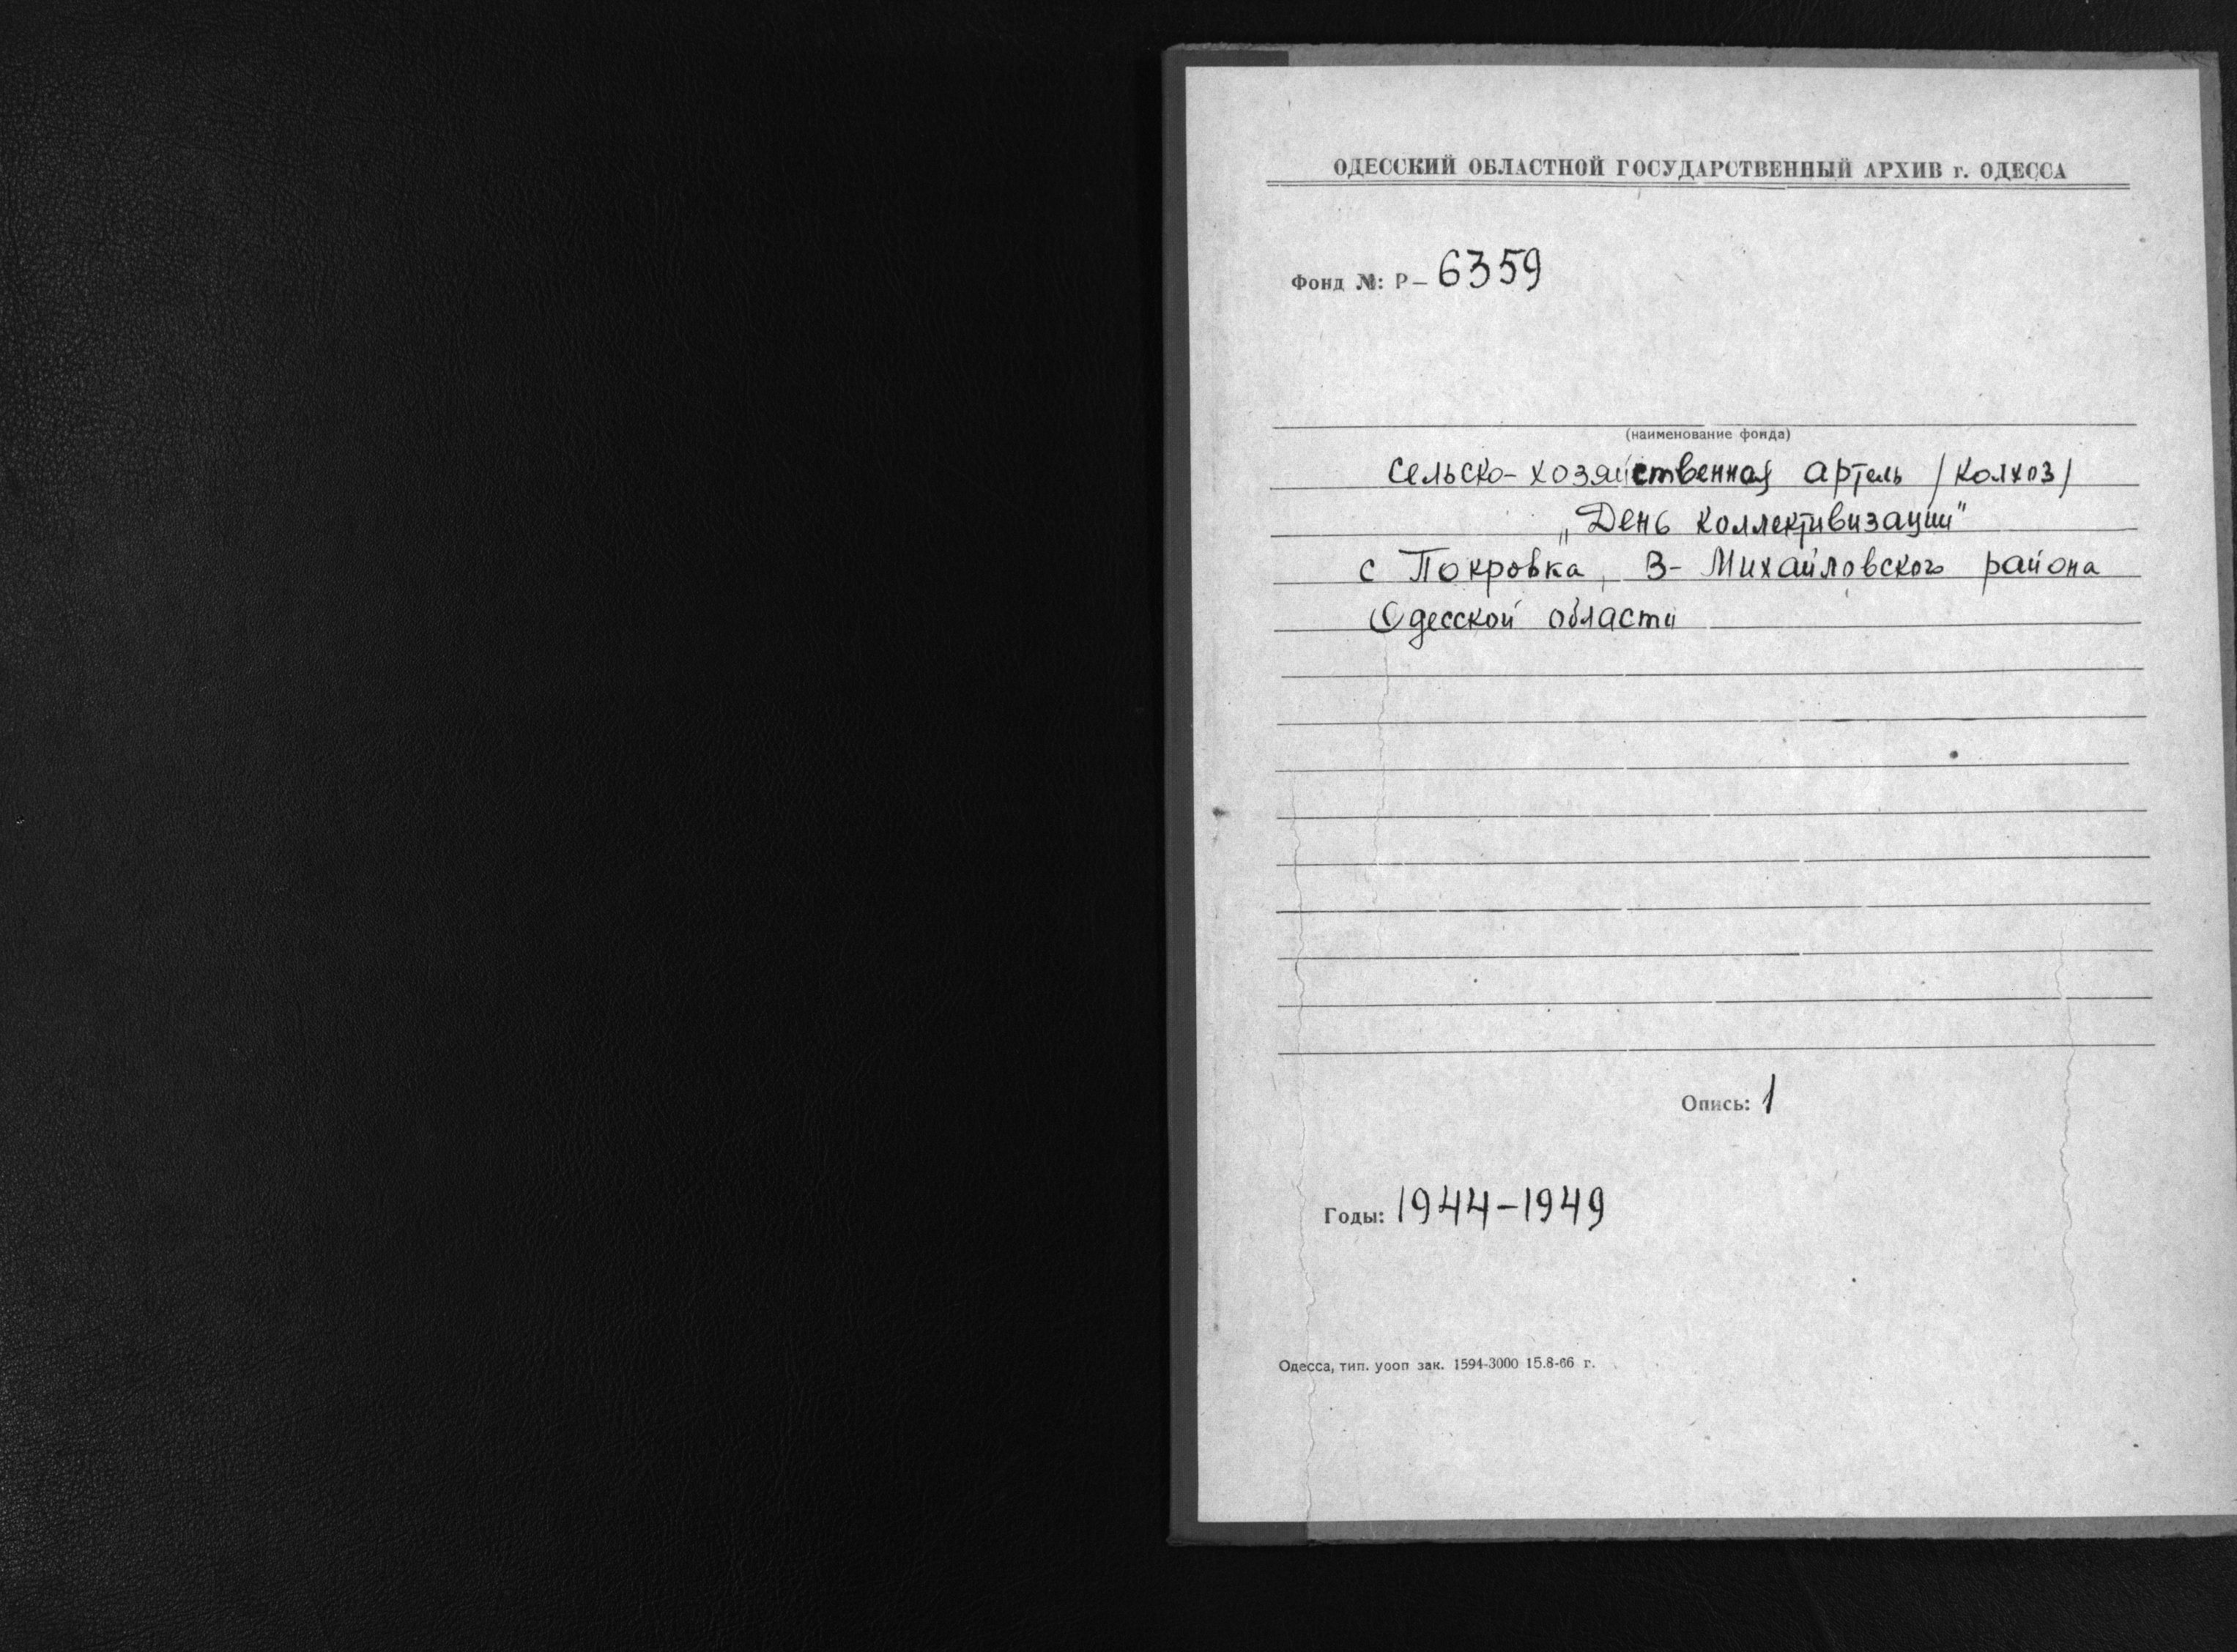 ОДЕССКИЙ ОБЛАСТНОЙ ГОСУДАРСТВЕННЫЙ АРХИВ г. ОДЕССА
Фонд №: Р- 6359
(наименование фонда)
Сельско-хозяйственная артель /колхоз/
„День коллективизации"
с Покровка, В- Михайловского района
Одесской области
Опись: 1
Годы: 1944-1949
Одесса, тип. уооп зак. 1594-3000 15.8-66 г.